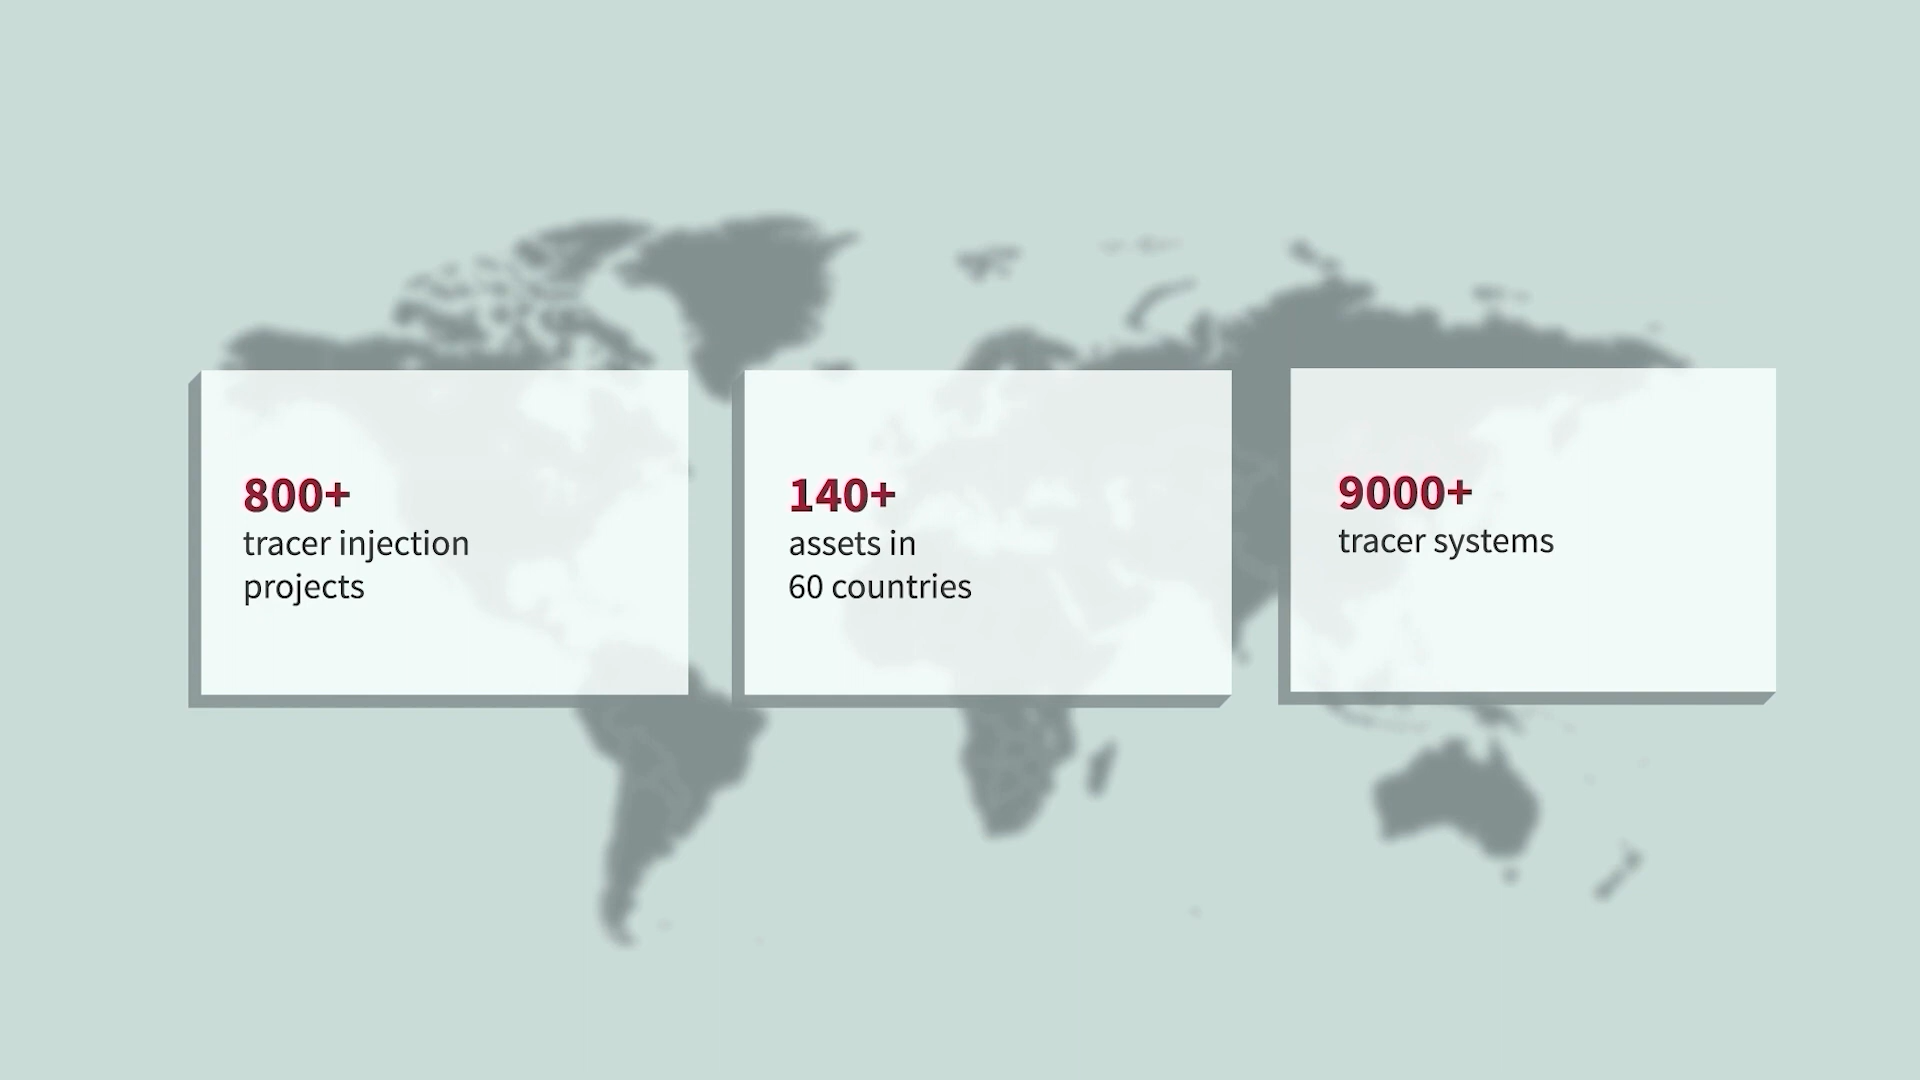 800+
tracer injection
projects
140+
assets in
60 countries
9000+
tracer systems